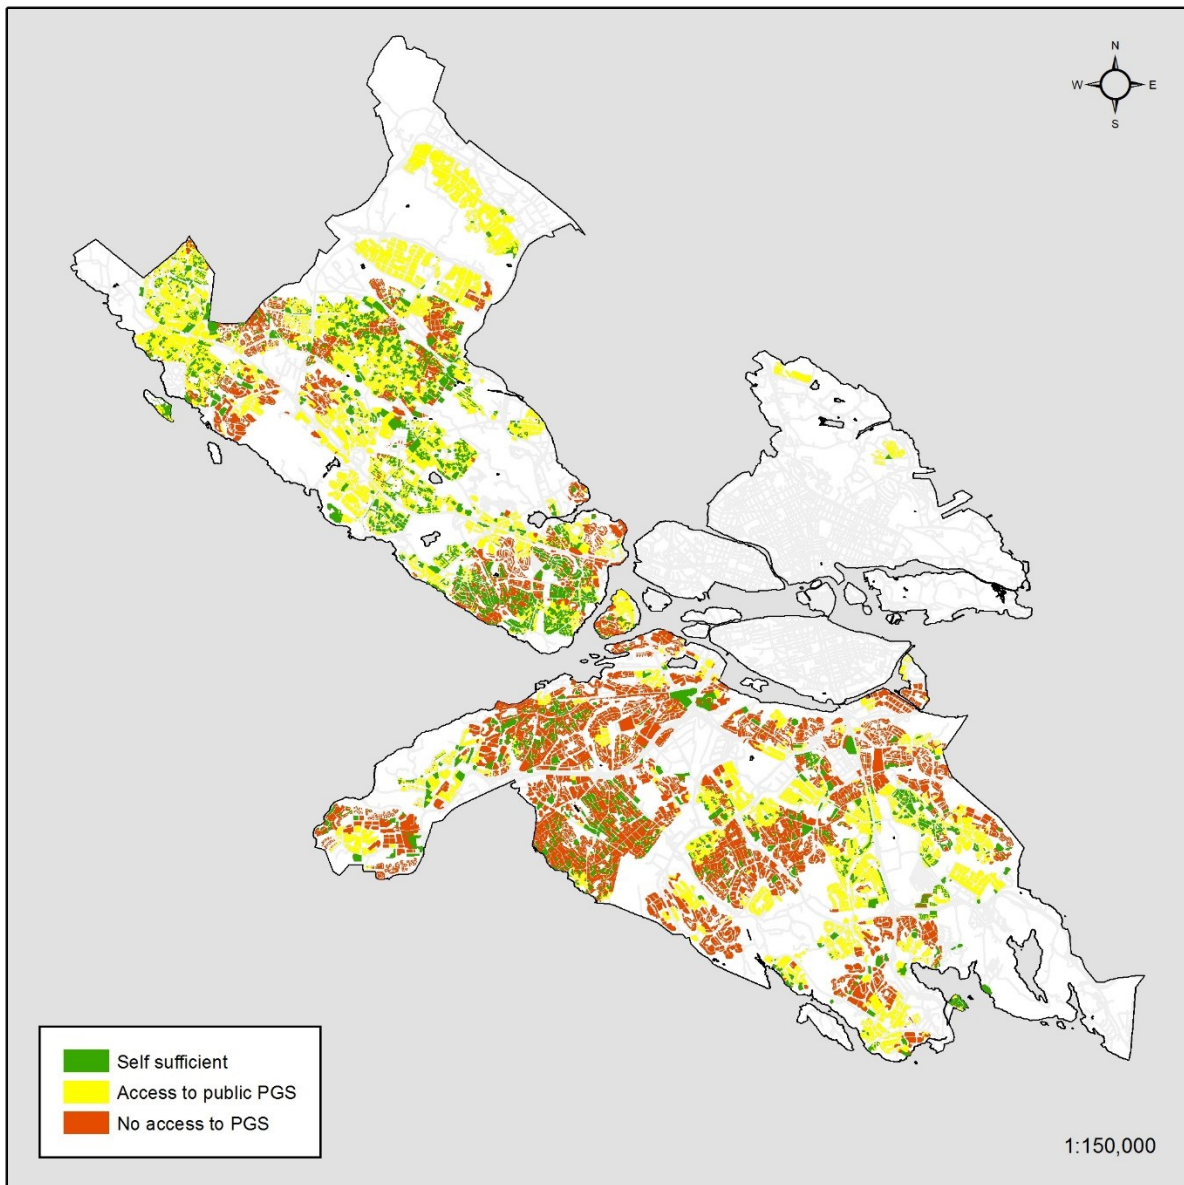 N
W E
S
Self sufficient
Access to public PGS
No access to PGS
1:150,000